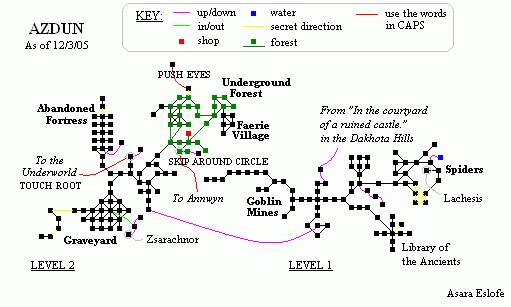 AZDUN
As of 12/3/05
KEY:
up/down
water
use the words
in CAPS
in/out
secret direction
shop
forest
PUSH EYES
Underground
Forest
Abandoned
Fortress
Faerie
Village
From "In the courtyard
of a ruined castle."
in the Dakhota Hills
To the
Underworld
TOUCH ROOT
SKIP AROUND CIRCLE
To Annwyn
Spiders
Lachesis
Goblin
Mines
Graveyard
Zsarachnor
Library of
the Ancients
LEVEL 2
LEVEL 1
Asara Eslofe